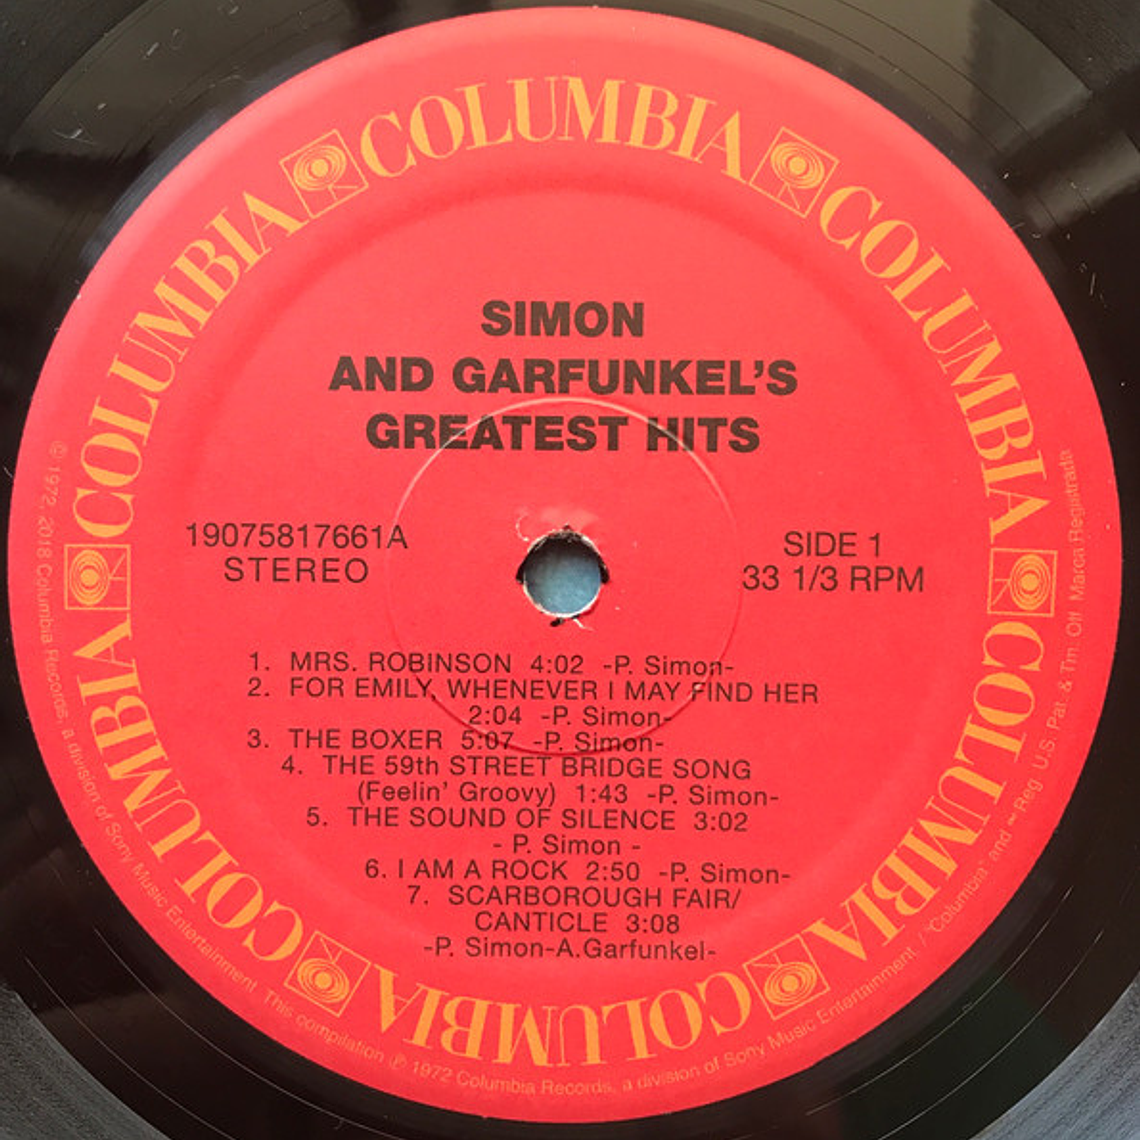 COLUMBIA COLUMBIA COLUMBIA COLUMBIA COLUMBIA COLUMBIA
SIMON
AND GARFUNKEL'S
GREATEST HITS
19075817661A
STEREO
SIDE 1
33 1/3 RPM
1. MRS. ROBINSON 4:02 -P. Simon-
2. FOR EMILY, WHENEVER I MAY FIND HER
2:04 -P. Simon-
3. THE BOXER 5:07 -P. Simon-
4. THE 59th STREET BRIDGE SONG
(Feelin' Groovy) 1:43 -P. Simon-
5. THE SOUND OF SILENCE 3:02
- P. Simon -
6. I AM A ROCK 2:50 -P. Simon-
7. SCARBOROUGH FAIR/
CANTICLE 3:08
-P. Simon-A.Garfunkel-
© 1972, 2018 Columbia Records, a division of Sony Music Entertainment. This compilation ℗ 1972 Columbia Records, a division of Sony Music Entertainment. / "Columbia" and Reg. U.S. Pat. & Tm. Off. Marca Registrada